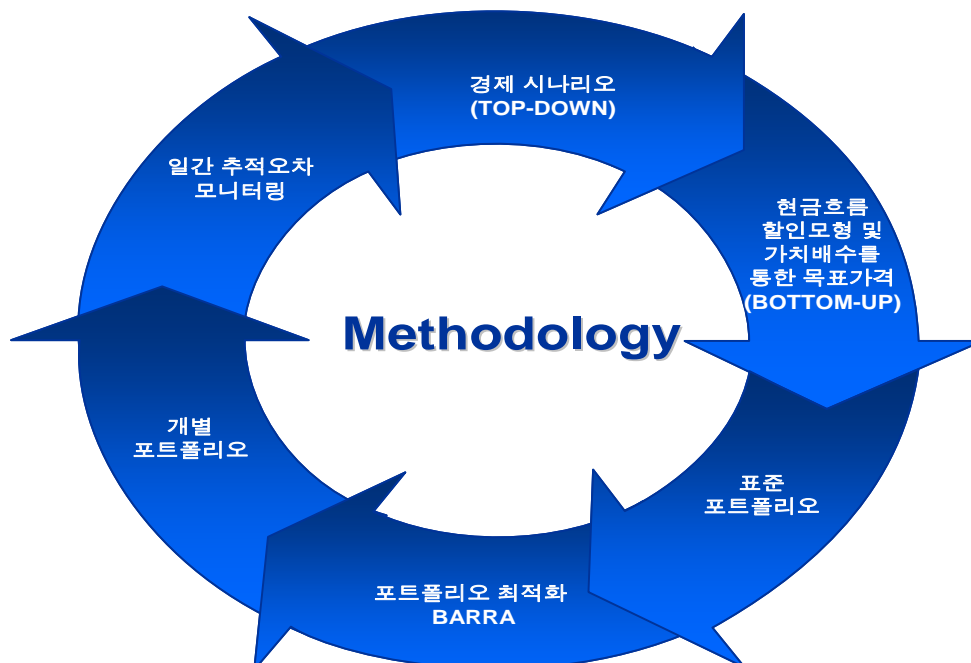 경제 시나리오
(TOP-DOWN)
현금흐름
할인모형 및
가치배수를
통한 목표가격
(BOTTOM-UP)
표준
포트폴리오
포트폴리오 최적화
BARRA
개별
포트폴리오
일간 추적오차
모니터링
Methodology